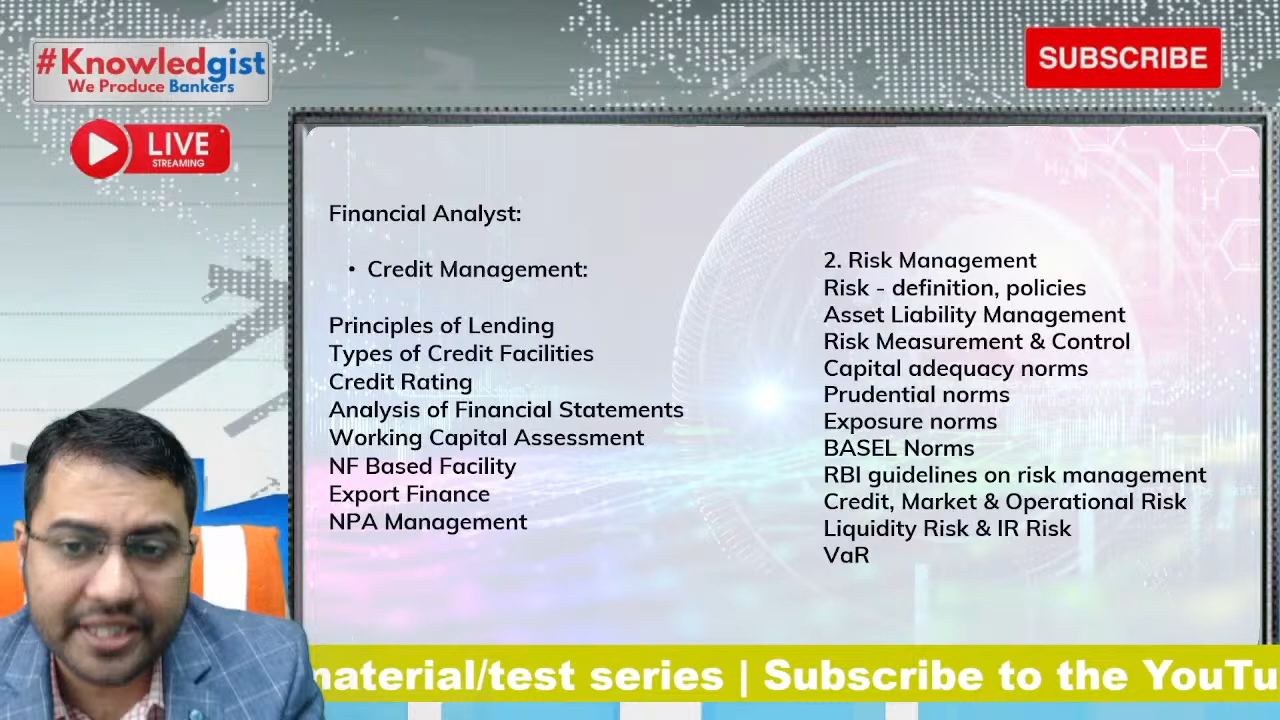 #Knowledgist
We Produce Bankers
SUBSCRIBE
LIVE
STREAMING
Financial Analyst:
• Credit Management:
Principles of Lending
Types of Credit Facilities
Credit Rating
Analysis of Financial Statements
Working Capital Assessment
NF Based Facility
Export Finance
NPA Management
2. Risk Management
Risk - definition, policies
Asset Liability Management
Risk Measurement & Control
Capital adequacy norms
Prudential norms
Exposure norms
BASEL Norms
RBI guidelines on risk management
Credit, Market & Operational Risk
Liquidity Risk & IR Risk
VaR
material/test series | Subscribe to the YouTu